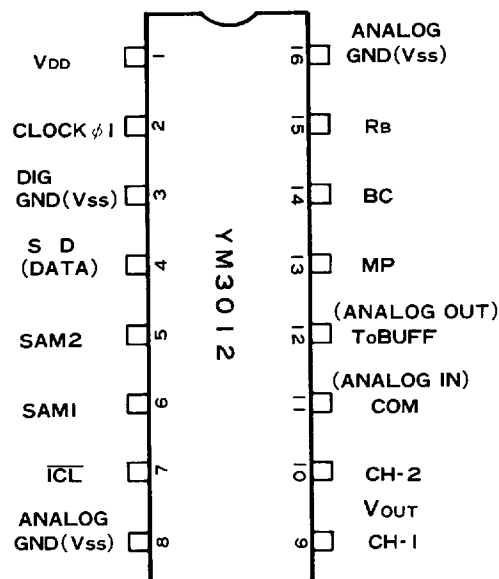 VDD
CLOCK φ1
DIG
GND(Vss)
S D
(DATA)
SAM2
SAM1
ICL
ANALOG
GND(Vss)
1
2
3
4
5
6
7
8
YM3012
16
15
14
13
12
11
10
9
ANALOG
GND(Vss)
RB
BC
MP
(ANALOG OUT)
ToBUFF
(ANALOG IN)
COM
CH-2
VOUT
CH-1